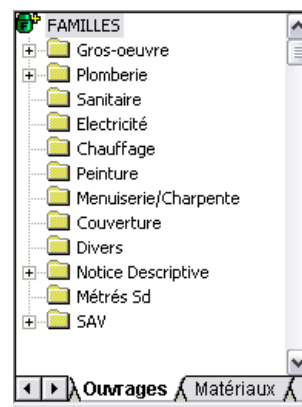 FAMILLES
Gros-oeuvre
Plomberie
Sanitaire
Electricité
Chauffage
Peinture
Menuiserie/Charpente
Couverture
Divers
Notice Descriptive
Métrés Sd
SAV
Ouvrages Matériaux